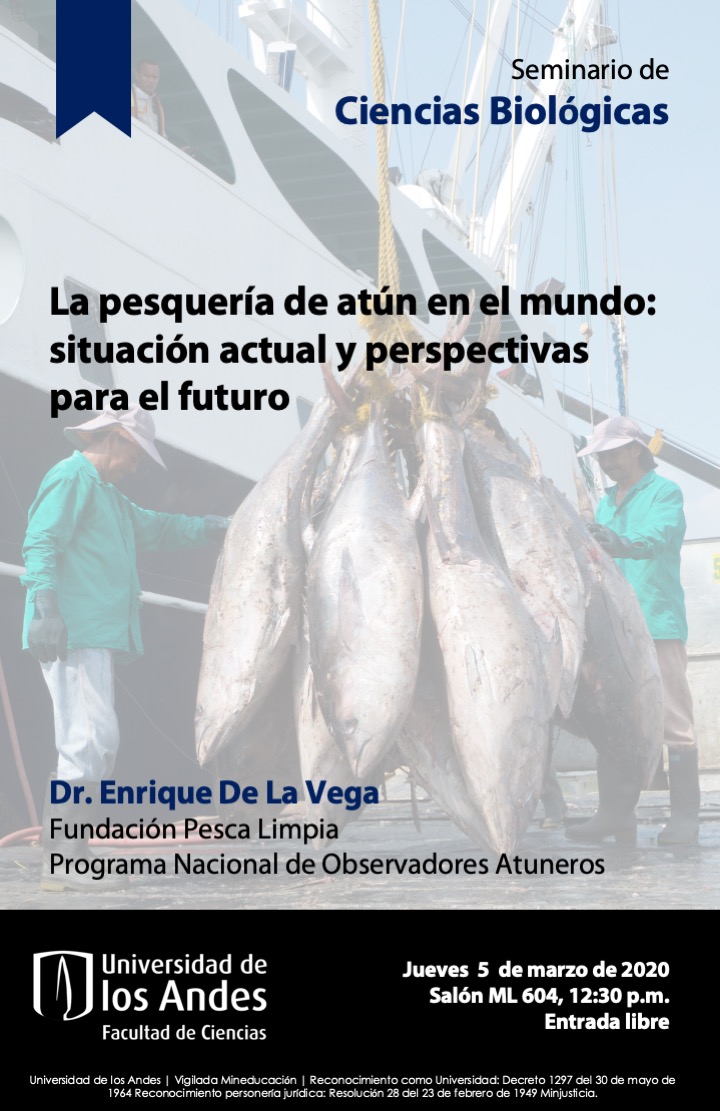 Seminario de
Ciencias Biológicas
La pesquería de atún en el mundo:
situación actual y perspectivas
para el futuro
Dr. Enrique De La Vega
Fundación Pesca Limpia
Programa Nacional de Observadores Atuneros
Universidad de
los Andes
Facultad de Ciencias
Jueves 5 de marzo de 2020
Salón ML 604, 12:30 p.m.
Entrada libre
Universidad de los Andes | Vigilada Mineducación | Reconocimiento como Universidad: Decreto 1297 del 30 de mayo de
1964 Reconocimiento personería jurídica: Resolución 28 del 23 de febrero de 1949 Minjusticia.